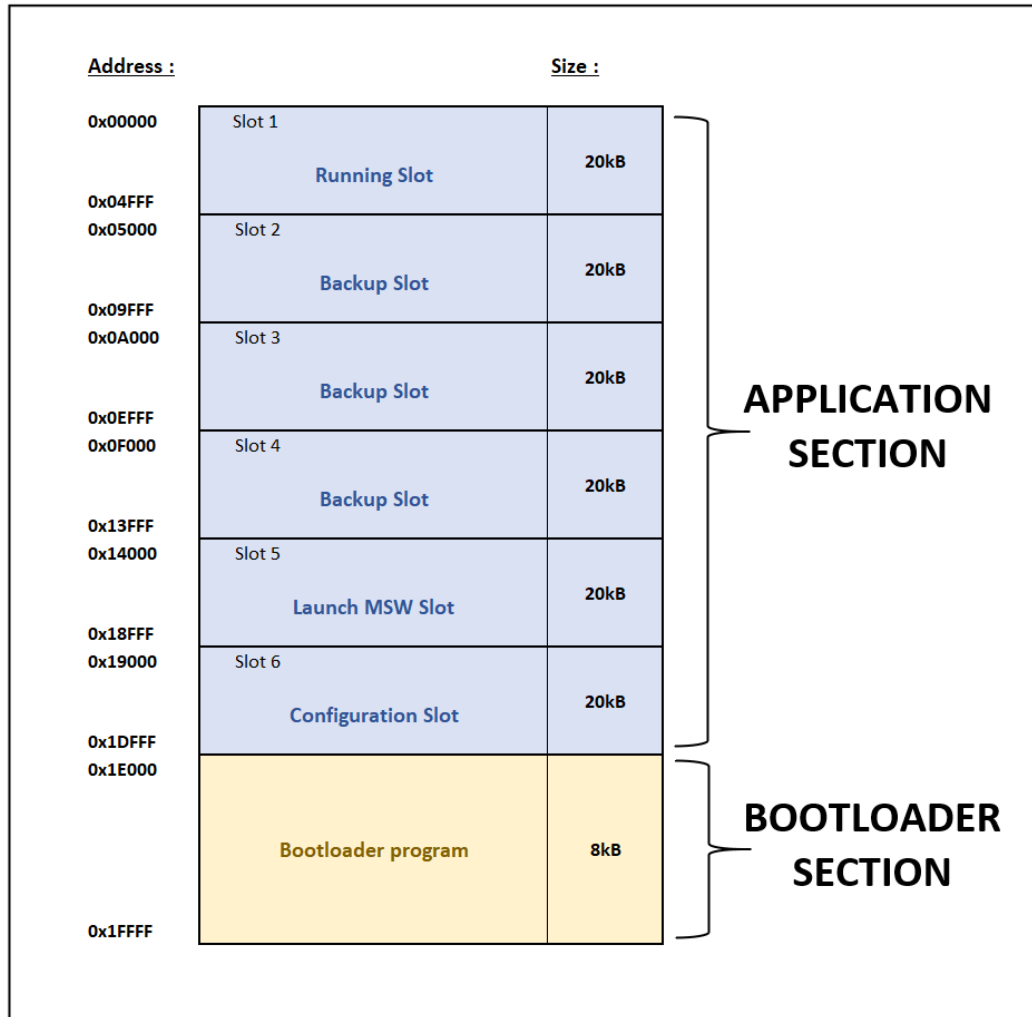 Address :
Size :
0x00000
Slot 1
Running Slot
20kB
0x04FFF
0x05000
Slot 2
Backup Slot
20kB
0x09FFF
0x0A000
Slot 3
Backup Slot
20kB
0x0EFFF
0x0F000
Slot 4
Backup Slot
20kB
0x13FFF
0x14000
Slot 5
Launch MSW Slot
20kB
0x18FFF
0x19000
Slot 6
Configuration Slot
20kB
0x1DFFF
APPLICATION
SECTION
0x1E000
Bootloader program
8kB
0x1FFFF
BOOTLOADER
SECTION